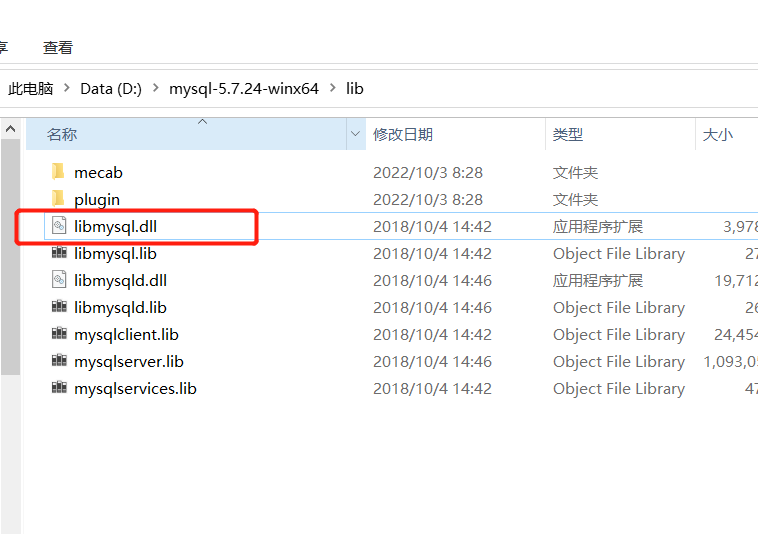 享 查看
此电脑 > Data (D:) > mysql-5.7.24-winx64 > lib
名称 修改日期 类型 大小
mecab 2022/10/3 8:28 文件夹
plugin 2022/10/3 8:28 文件夹
libmysql.dll 2018/10/4 14:42 应用程序扩展 3,978
libmysql.lib 2018/10/4 14:42 Object File Library 27
libmysqld.dll 2018/10/4 14:46 应用程序扩展 19,712
libmysqld.lib 2018/10/4 14:46 Object File Library 26
mysqlclient.lib 2018/10/4 14:42 Object File Library 24,454
mysqlserver.lib 2018/10/4 14:46 Object File Library 1,093,05
mysqlservices.lib 2018/10/4 14:42 Object File Library 47